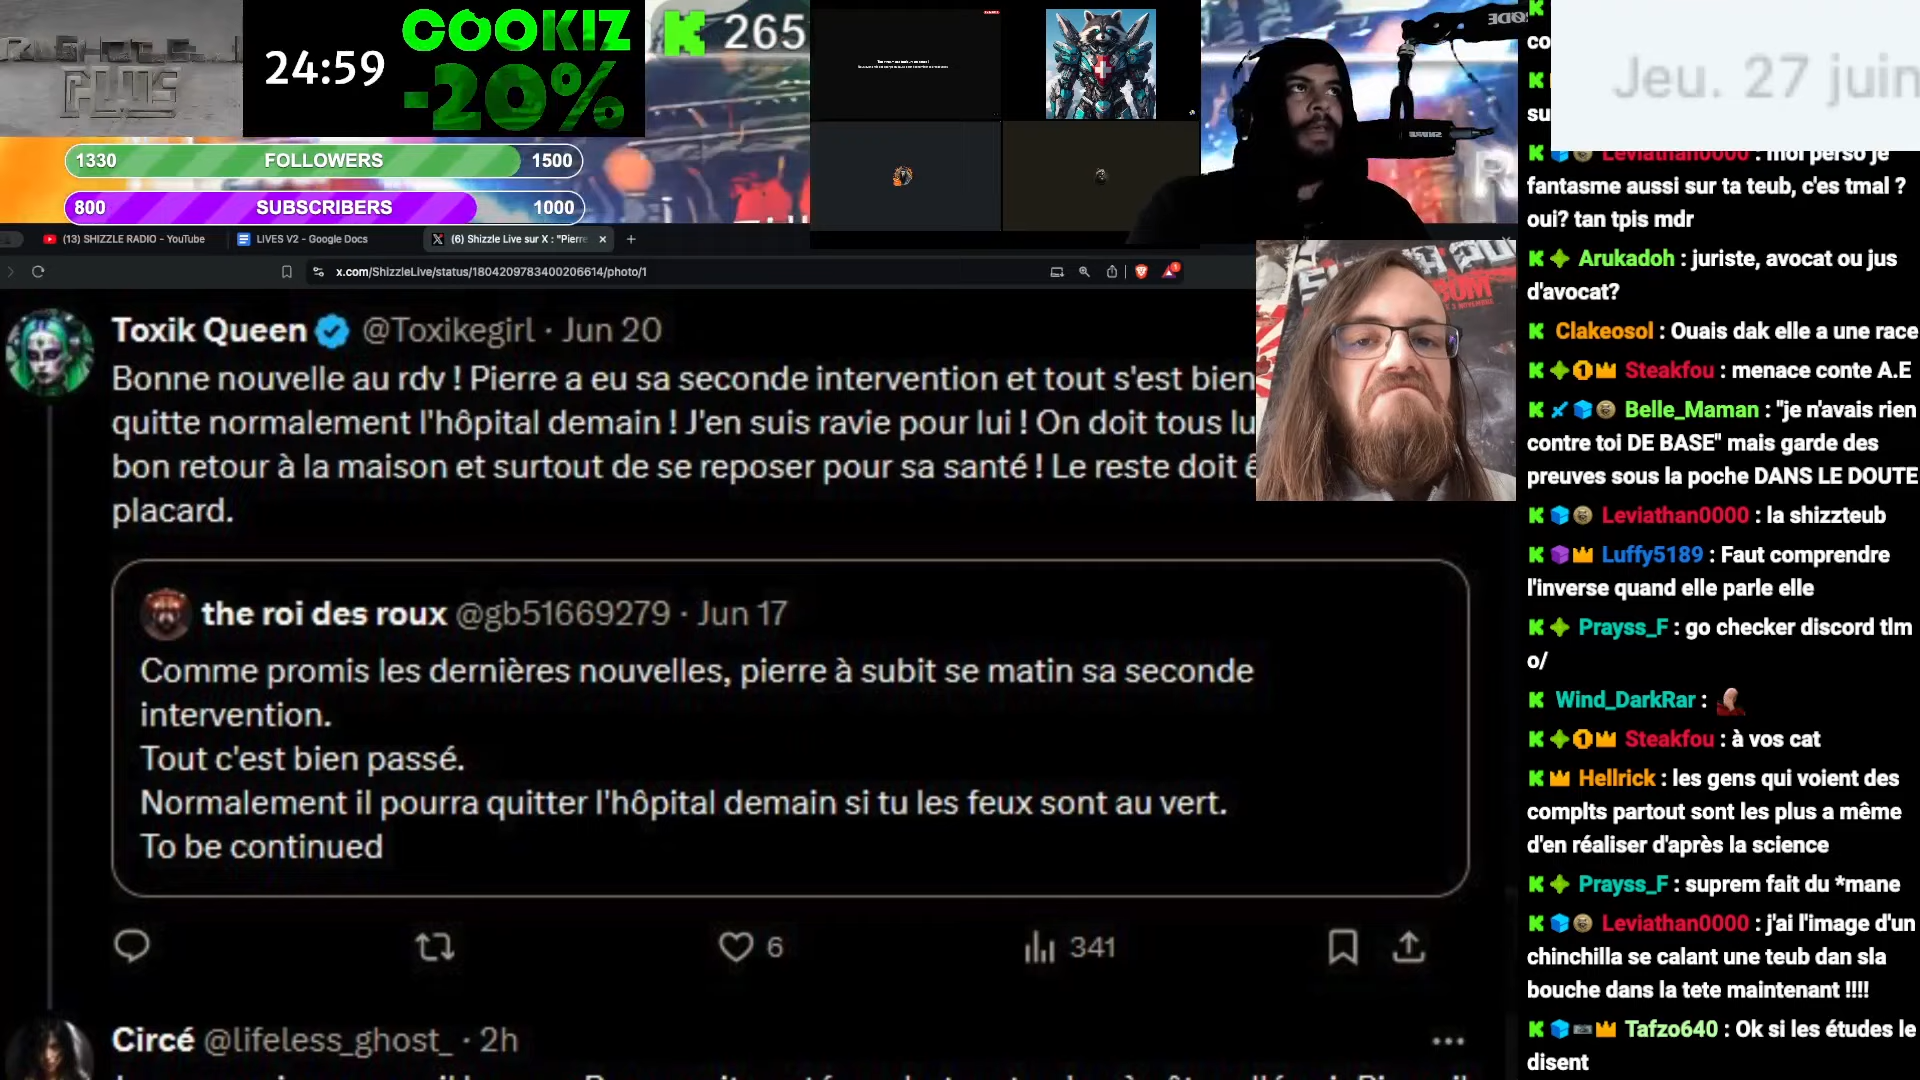 24:59
COOKIZ
-20%
265
PLUS
1330 FOLLOWERS 1500
800 SUBSCRIBERS 1000
(13) SHIZZLE RADIO - YouTube
LIVES V2 - Google Docs
(6) Shizzle Live sur X : "Pierre
x.com/ShizzleLive/status/1804209783400206614/photo/1
Toxik Queen @Toxikegirl · Jun 20
Bonne nouvelle au rdv ! Pierre a eu sa seconde intervention et tout s'est bien
quitte normalement l'hôpital demain ! J'en suis ravie pour lui ! On doit tous lu
bon retour à la maison et surtout de se reposer pour sa santé ! Le reste doit ê
placard.
the roi des roux @gb51669279 · Jun 17
Comme promis les dernières nouvelles, pierre à subit se matin sa seconde
intervention.
Tout c'est bien passé.
Normalement il pourra quitter l'hôpital demain si tu les feux sont au vert.
To be continued
6
341
Circé @lifeless_ghost_ · 2h
Jeu. 27 juin
co
su
Leviathan0000 : moi perso je
fantasme aussi sur ta teub, c'es tmal ?
oui? tan tpis mdr
Arukadoh : juriste, avocat ou jus
d'avocat?
Clakeosol : Ouais dak elle a une race
Steakfou : menace conte A.E
Belle_Maman : "je n'avais rien
contre toi DE BASE" mais garde des
preuves sous la poche DANS LE DOUTE
Leviathan0000 : la shizzteub
Luffy5189 : Faut comprendre
l'inverse quand elle parle elle
Prayss_F : go checker discord tlm
o/
Wind_DarkRar :
Steakfou : à vos cat
Hellrick : les gens qui voient des
complts partout sont les plus a même
d'en réaliser d'après la science
Prayss_F : suprem fait du *mane
Leviathan0000 : j'ai l'image d'un
chinchilla se calant une teub dan sla
bouche dans la tete maintenant !!!!
Tafzo640 : Ok si les études le
disent